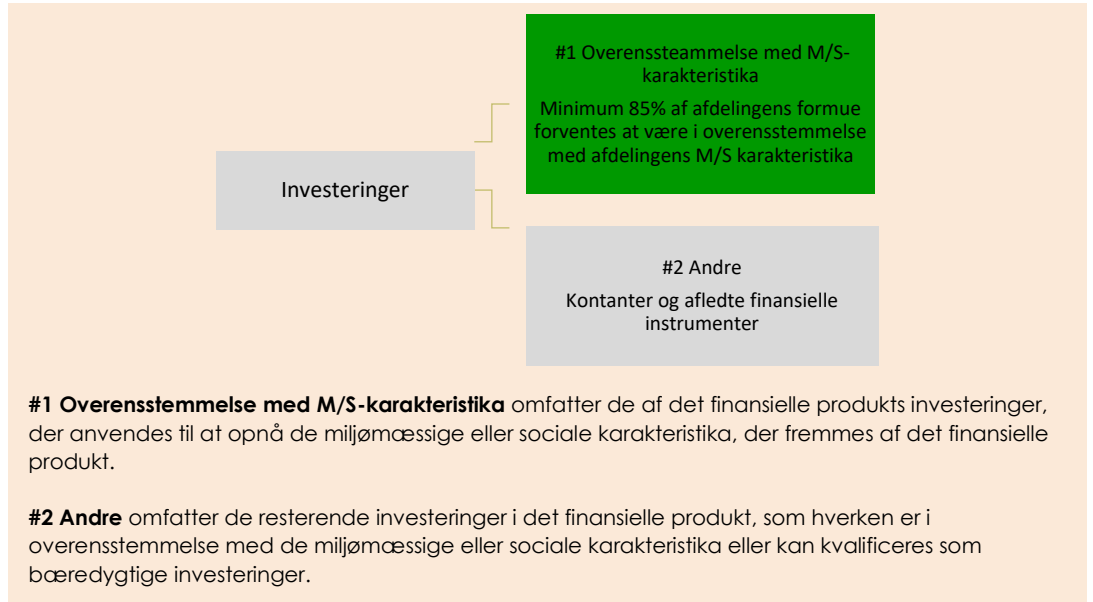 #1 Overenssteammelse med M/S-
karakteristika
Minimum 85% af afdelingens formue
forventes at være i overensstemmelse
med afdelingens M/S karakteristika
Investeringer
#2 Andre
Kontanter og afledte finansielle
instrumenter
#1 Overensstemmelse med M/S-karakteristika omfatter de af det finansielle produkts investeringer,
der anvendes til at opnå de miljømæssige eller sociale karakteristika, der fremmes af det finansielle
produkt.
#2 Andre omfatter de resterende investeringer i det finansielle produkt, som hverken er i
overensstemmelse med de miljømæssige eller sociale karakteristika eller kan kvalificeres som
bæredygtige investeringer.